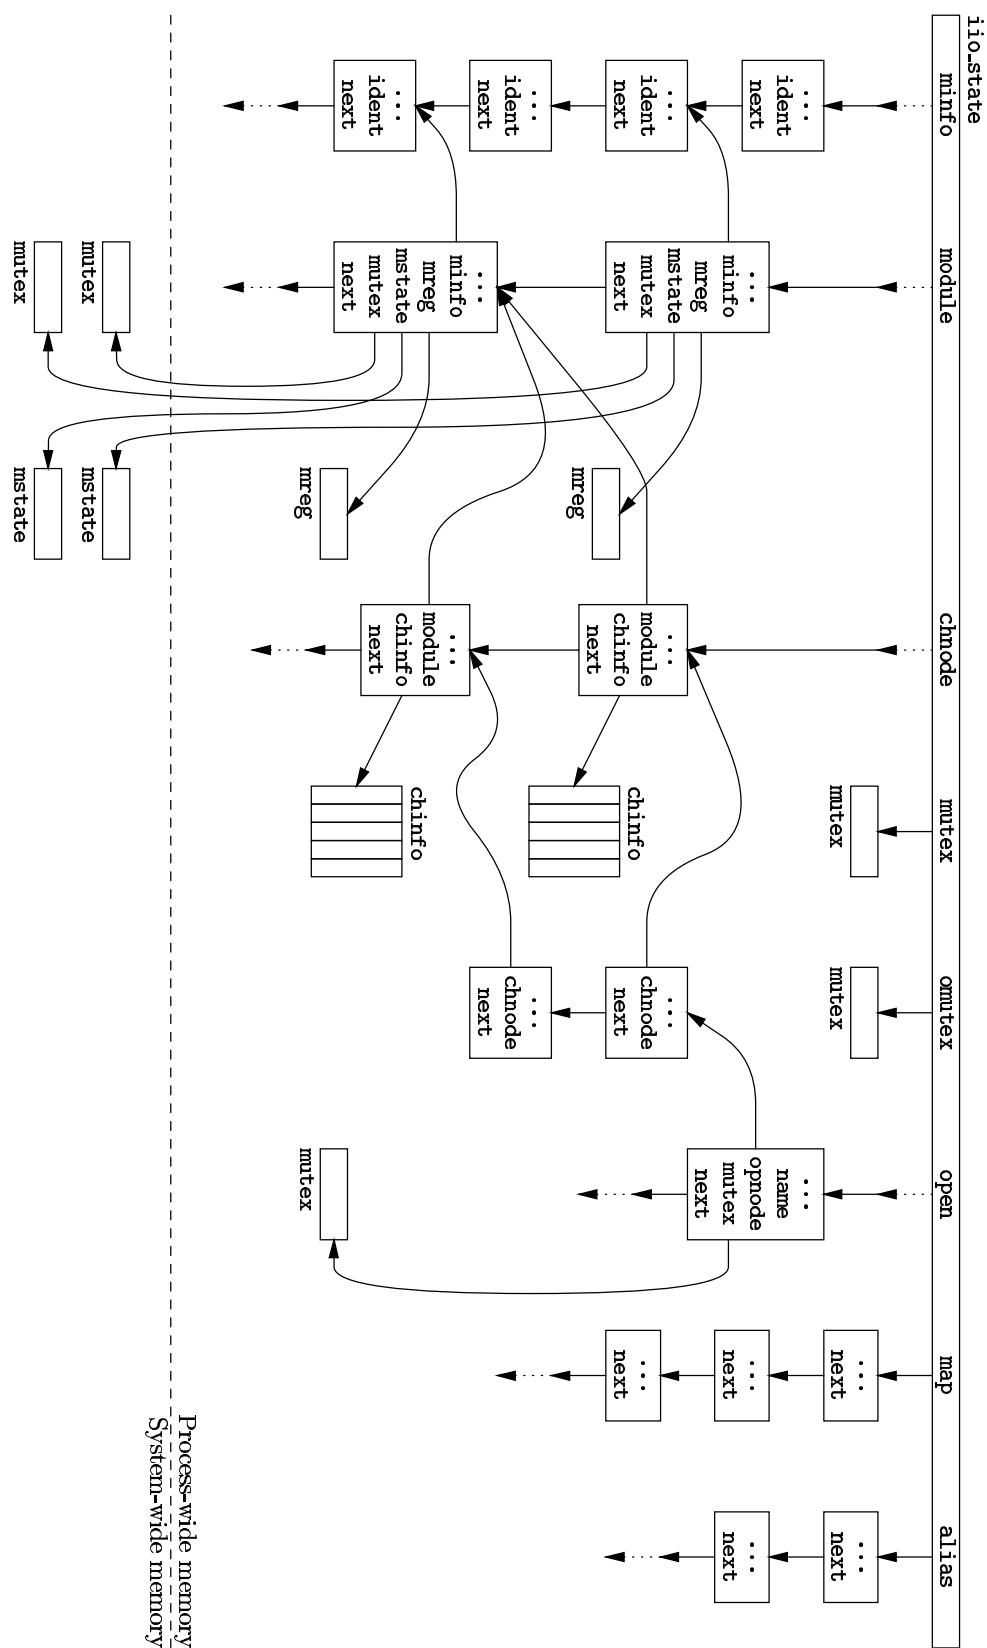 iio_state
minfo module chnode mutex omutex open map alias
...
ident
next
...
ident
next
...
ident
next
...
ident
next
...
minfo
mreg
mstate
mutex
next
...
minfo
mreg
mstate
mutex
next
mreg
mreg
mutex
mutex
mstate
mstate
...
module
chinfo
next
...
module
chinfo
next
chinfo
chinfo
mutex
mutex
...
chnode
next
...
chnode
next
...
name
opnode
mutex
next
mutex
...
next
...
next
...
next
...
next
...
next
Process-wide memory
System-wide memory